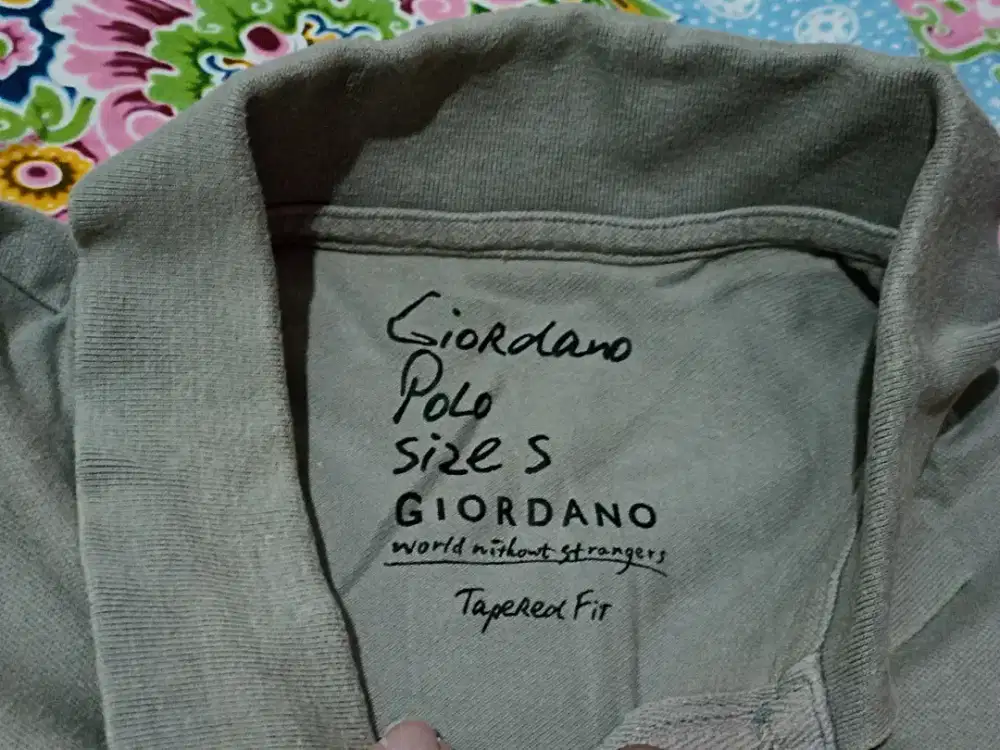 Giordano
Polo
size S
GIORDANO
world without strangers
Tapered Fit